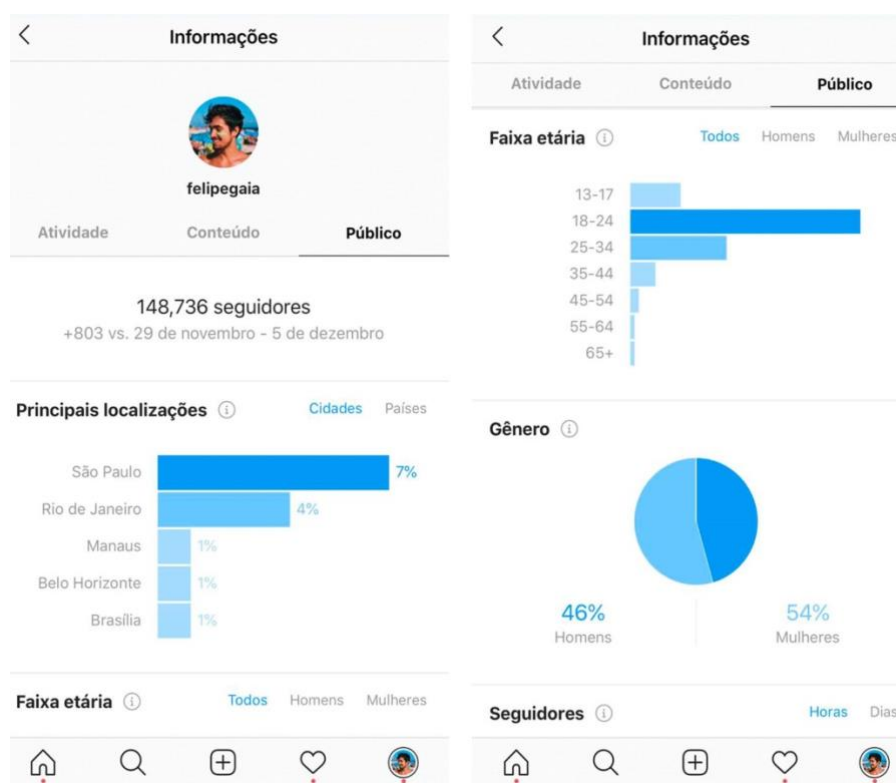 Informações
felipegaia
Atividade Conteúdo Público
148,736 seguidores
+803 vs. 29 de novembro - 5 de dezembro
Principais localizações Cidades Países
São Paulo 7%
Rio de Janeiro 4%
Manaus 1%
Belo Horizonte 1%
Brasília 1%
Faixa etária Todos Homens Mulheres
Informações
Atividade Conteúdo Público
Faixa etária Todos Homens Mulheres
13-17
18-24
25-34
35-44
45-54
55-64
65+
Gênero
46% 54%
Homens Mulheres
Seguidores Horas Dias